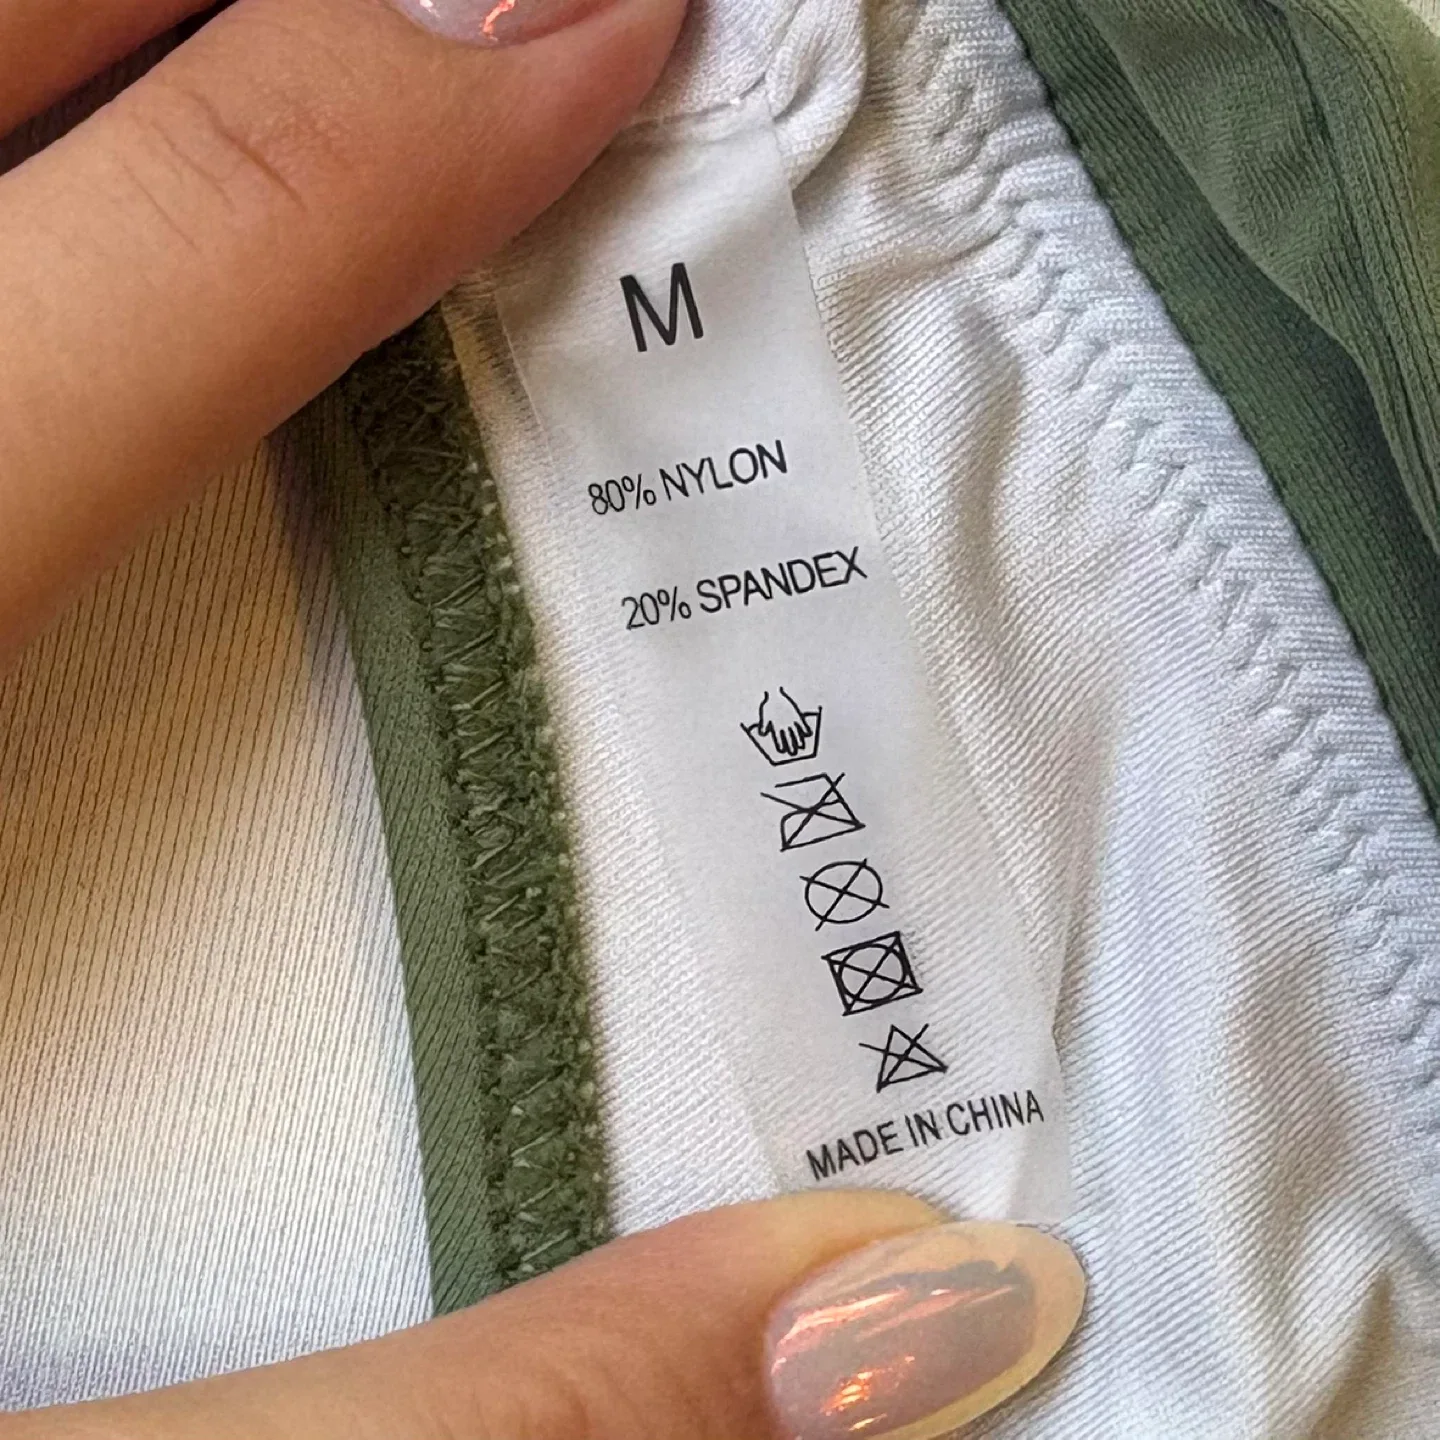 M
80% NYLON
20% SPANDEX
MADE IN CHINA